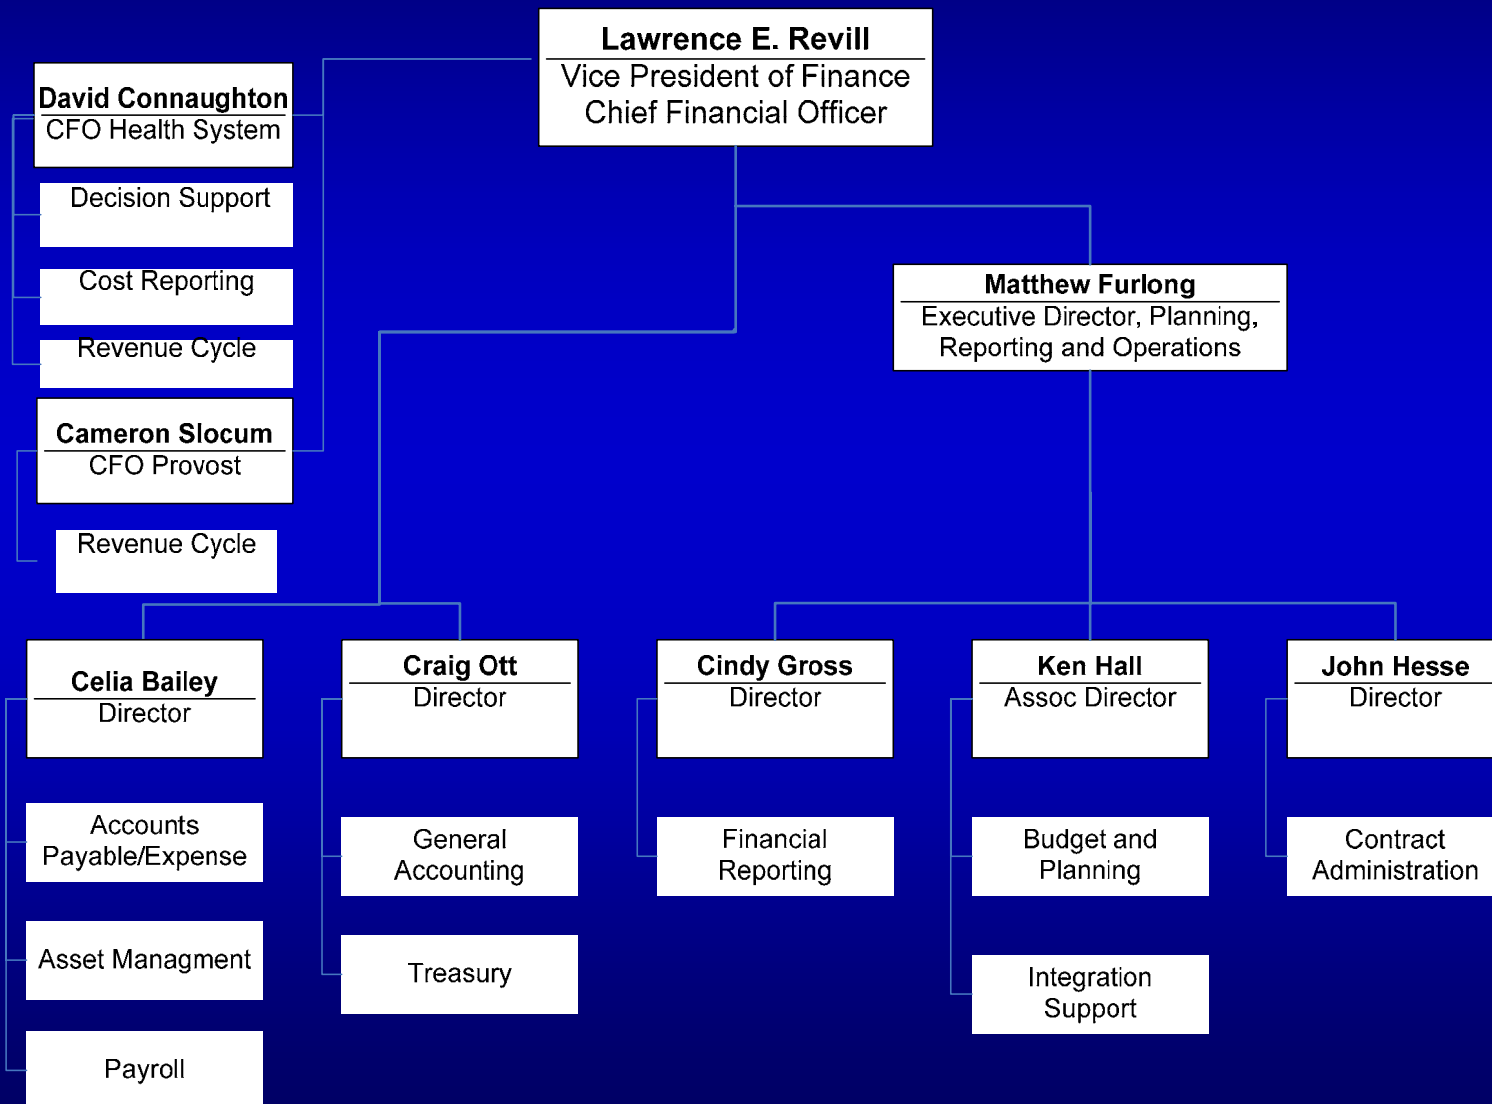 Lawrence E. Revill
Vice President of Finance
Chief Financial Officer
David Connaughton
CFO Health System
Decision Support
Cost Reporting
Revenue Cycle
Cameron Slocum
CFO Provost
Revenue Cycle
Matthew Furlong
Executive Director, Planning,
Reporting and Operations
Celia Bailey
Director
Accounts
Payable/Expense
Asset Managment
Payroll
Craig Ott
Director
General
Accounting
Treasury
Cindy Gross
Director
Financial
Reporting
Ken Hall
Assoc Director
Budget and
Planning
Integration
Support
John Hesse
Director
Contract
Administration